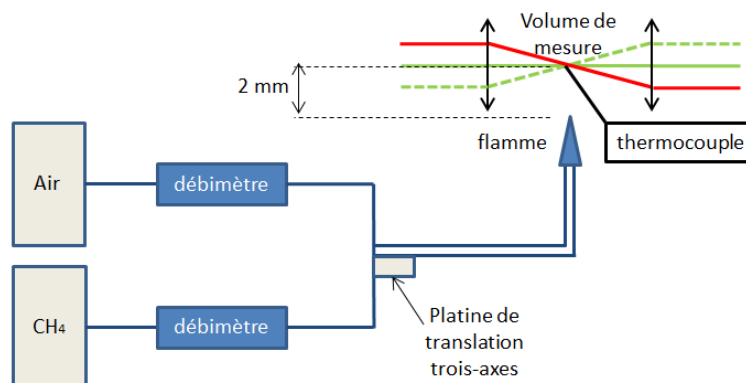 Volume de
mesure
2 mm
flamme
thermocouple
Air
débimètre
CH₄
débimètre
Platine de
translation
trois-axes